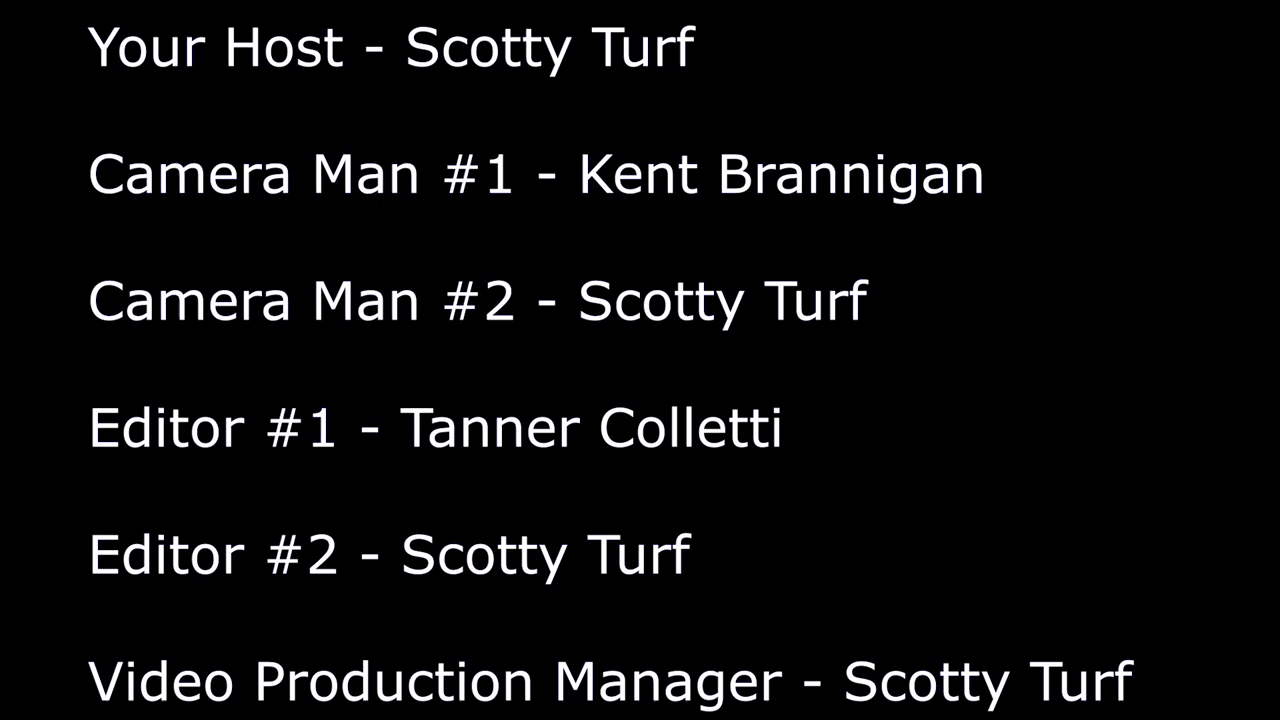 Your Host - Scotty Turf
Camera Man #1 - Kent Brannigan
Camera Man #2 - Scotty Turf
Editor #1 - Tanner Colletti
Editor #2 - Scotty Turf
Video Production Manager - Scotty Turf